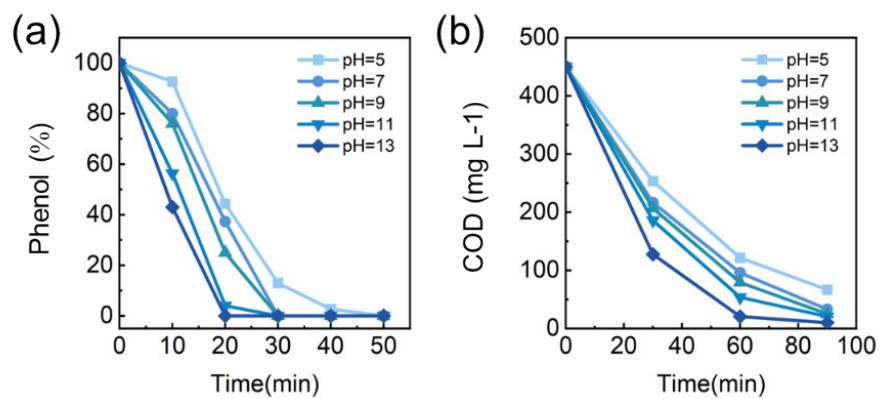 (a)
Phenol (%)
100
80
60
40
20
0
pH=5
pH=7
pH=9
pH=11
pH=13
0 10 20 30 40 50
Time(min)
(b)
COD (mg L-1)
500
400
300
200
100
0
pH=5
pH=7
pH=9
pH=11
pH=13
0 20 40 60 80 100
Time(min)